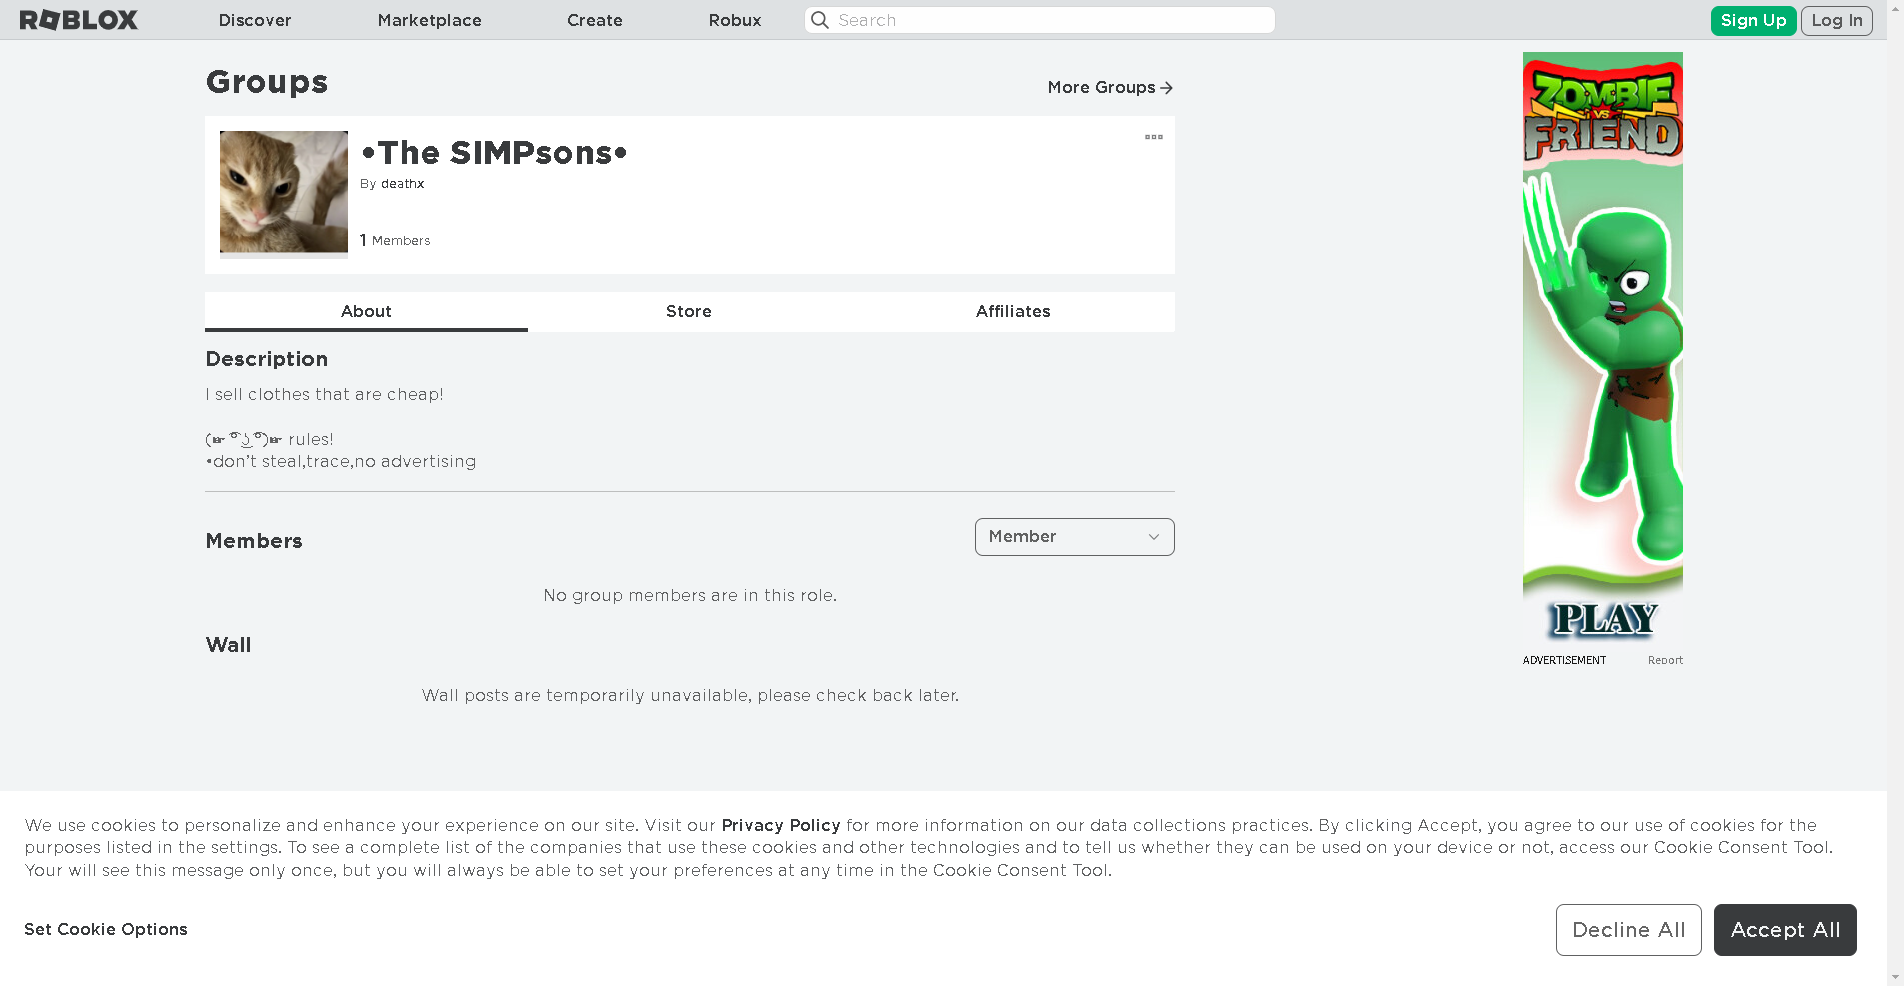 ROBLOX Discover Marketplace Create Robux Search Sign Up Log In
Groups
More Groups
•The SIMPsons•
By deathx
1 Members
About Store Affiliates
Description
I sell clothes that are cheap!
(☛ ͡° ͜ʖ ͡°)☛ rules!
•don’t steal,trace,no advertising
Members
Member
No group members are in this role.
Wall
Wall posts are temporarily unavailable, please check back later.
ZOMBIE
VS
FRIEND
PLAY
ADVERTISEMENT Report
We use cookies to personalize and enhance your experience on our site. Visit our Privacy Policy for more information on our data collections practices. By clicking Accept, you agree to our use of cookies for the
purposes listed in the settings. To see a complete list of the companies that use these cookies and other technologies and to tell us whether they can be used on your device or not, access our Cookie Consent Tool.
Your will see this message only once, but you will always be able to set your preferences at any time in the Cookie Consent Tool.
Set Cookie Options
Decline All
Accept All